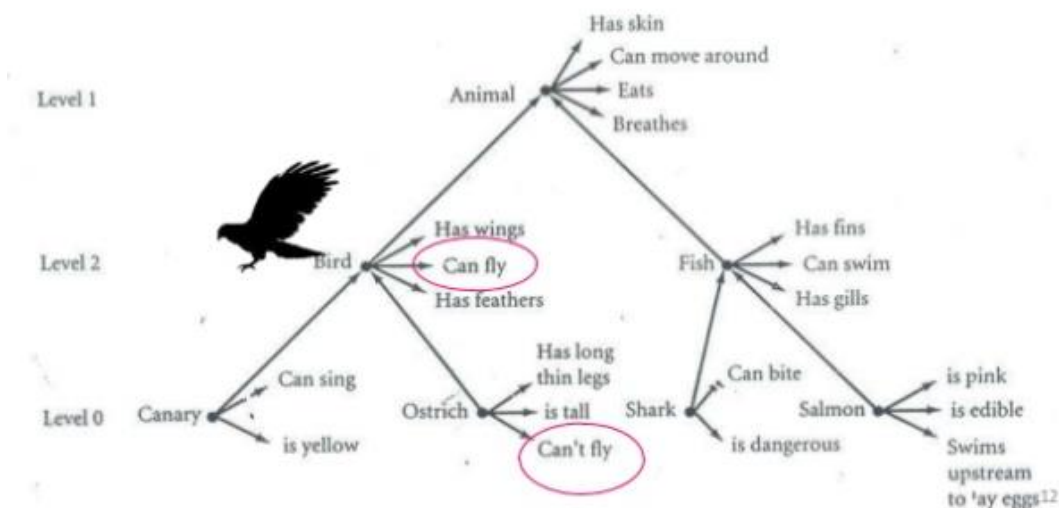 Has skin
Can move around
Level 1
Animal
Eats
Breathes
Has wings
Has fins
Level 2
Bird
Can fly
Fish
Can swim
Has feathers
Has gills
Has long
thin legs
Can sing
Can bite
is pink
Level 0
Canary
Ostrich
is tall
Shark
Salmon
is edible
is yellow
Can't fly
is dangerous
Swims
upstream
to 'ay eggs
12